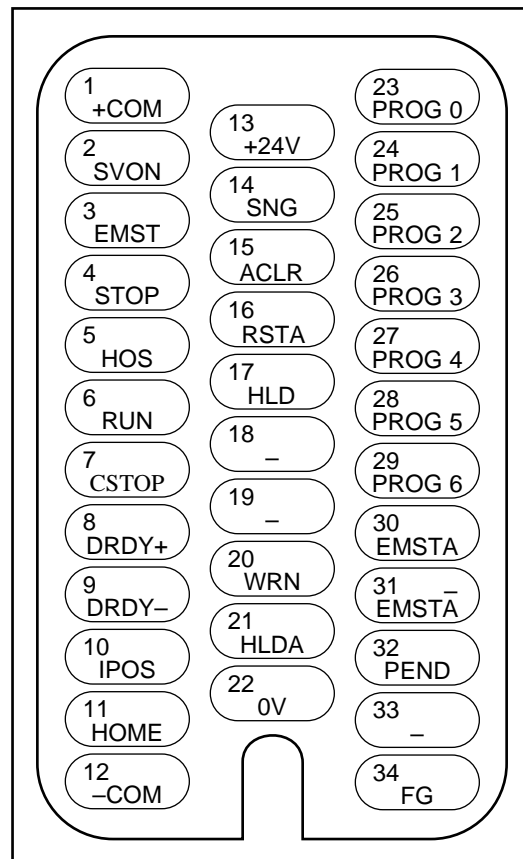 1
+COM
2
SVON
3
EMST
4
STOP
5
HOS
6
RUN
7
CSTOP
8
DRDY+
9
DRDY–
10
IPOS
11
HOME
12
–COM
13
+24V
14
SNG
15
ACLR
16
RSTA
17
HLD
18
–
19
–
20
WRN
21
HLDA
22
0V
23
PROG 0
24
PROG 1
25
PROG 2
26
PROG 3
27
PROG 4
28
PROG 5
29
PROG 6
30
EMSTA
31 –
EMSTA
32
PEND
33
–
34
FG